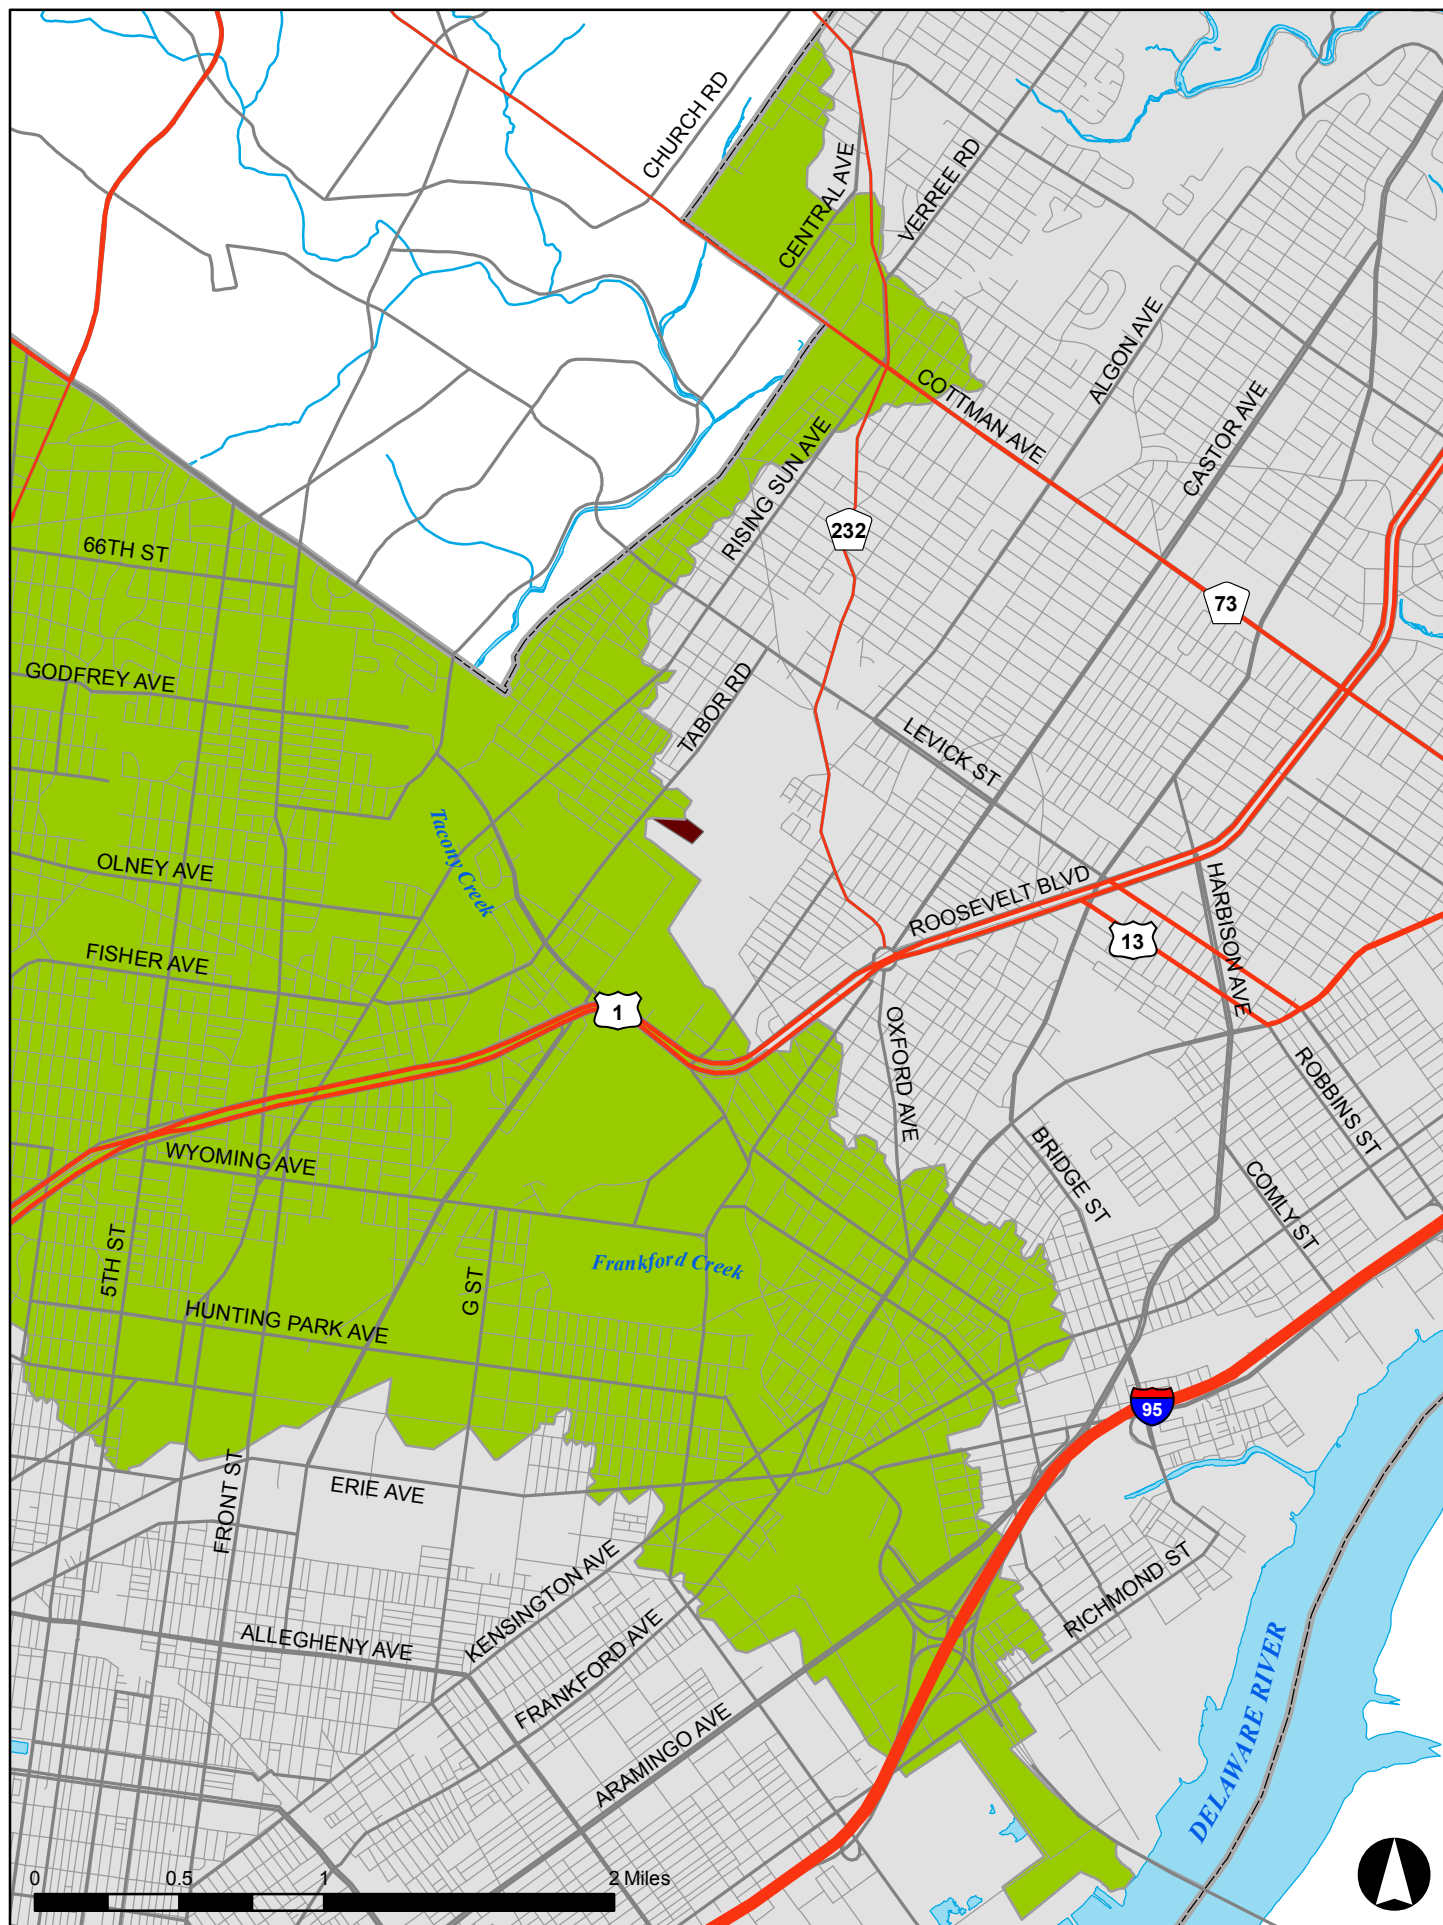 CHURCH RD
CENTRAL AVE
VERREE RD
ALGON AVE
COTTMAN AVE
CASTOR AVE
RISING SUN AVE
232
66TH ST
73
GODFREY AVE
TABOR RD
LEVICK ST
Tacony Creek
OLNEY AVE
ROOSEVELT BLVD
HARBISON AVE
13
FISHER AVE
1
OXFORD AVE
ROBBINS ST
BRIDGE ST
WYOMING AVE
COMLY ST
5TH ST
Frankford Creek
G ST
HUNTING PARK AVE
95
FRONT ST
ERIE AVE
KENSINGTON AVE
RICHMOND ST
ALLEGHENY AVE
FRANKFORD AVE
ARAMINGO AVE
DELAWARE RIVER
0 0.5 1 2 Miles